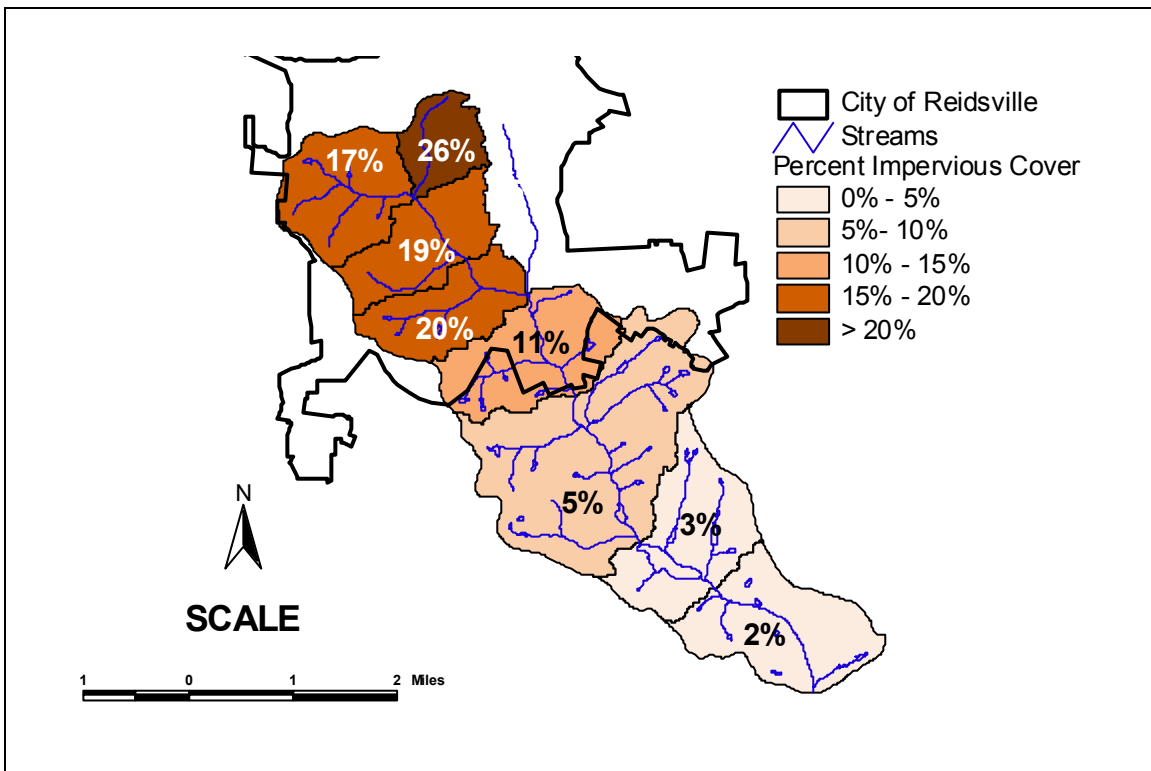 City of Reidsville
Streams
Percent Impervious Cover
0% - 5%
5%- 10%
10% - 15%
15% - 20%
> 20%
17%
26%
19%
20%
11%
5%
3%
2%
N
SCALE
1 0 1 2 Miles